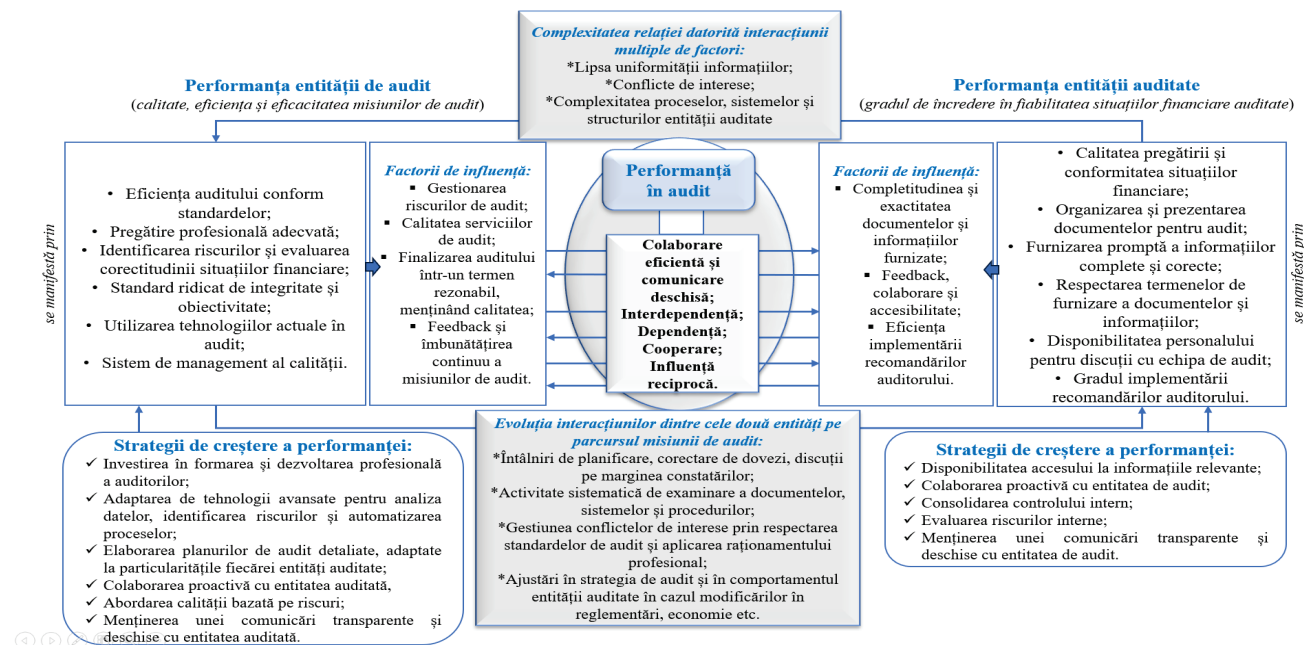 Complexitatea relației datorită interacțiunii
multiple de factori:
*Lipsa uniformității informațiilor;
*Conflicte de interese;
*Complexitatea proceselor, sistemelor și
structurilor entității auditate
Performanța entității de audit
(calitate, eficiența și eficacitatea misiunilor de audit)
Performanța entității auditate
(gradul de încredere în fiabilitatea situațiilor financiare auditate)
se manifestă prin
• Eficiența auditului conform
standardelor;
• Pregătire profesională adecvată;
• Identificarea riscurilor și evaluarea
corectitudinii situațiilor financiare;
• Standard ridicat de integritate și
obiectivitate;
• Utilizarea tehnologiilor actuale în
audit;
• Sistem de management al calității.
Factorii de influență:
▪ Gestionarea
riscurilor de audit;
▪ Calitatea serviciilor
de audit;
▪ Finalizarea auditului
într-un termen
rezonabil,
menținând calitatea;
▪ Feedback și
îmbunătățirea
continuu a
misiunilor de audit.
Performanță
în audit
Colaborare
eficientă și
comunicare
deschisă;
Interdependență;
Dependență;
Cooperare;
Influență
reciprocă.
Factorii de influență:
▪ Completitudinea și
exactitatea
documentelor și
informațiilor
furnizate;
▪ Feedback,
colaborare și
accesibilitate;
▪ Eficiența
implementării
recomandărilor
auditorului.
• Calitatea pregătirii și
conformitatea situațiilor
financiare;
• Organizarea și prezentarea
documentelor pentru audit;
• Furnizarea promptă a informațiilor
complete și corecte;
• Respectarea termenelor de
furnizare a documentelor și
informațiilor;
• Disponibilitatea personalului
pentru discuții cu echipa de audit;
• Gradul implementării
recomandărilor auditorului.
se manifestă prin
Strategii de creștere a performanței:
✓ Investirea în formarea și dezvoltarea profesională
a auditorilor;
✓ Adaptarea de tehnologii avansate pentru analiza
datelor, identificarea riscurilor și automatizarea
proceselor;
✓ Elaborarea planurilor de audit detaliate, adaptate
la particularitățile fiecărei entități auditate;
✓ Colaborarea proactivă cu entitatea auditată,
✓ Abordarea calității bazată pe riscuri;
✓ Menținerea unei comunicări transparente și
deschise cu entitatea auditată.
Evoluția interacțiunilor dintre cele două entități pe
parcursul misiunii de audit:
*Întâlniri de planificare, corectare de dovezi, discuții
pe marginea constatărilor;
*Activitate sistematică de examinare a documentelor,
sistemelor și procedurilor;
*Gestiunea conflictelor de interese prin respectarea
standardelor de audit și aplicarea raționamentului
profesional;
*Ajustări în strategia de audit și în comportamentul
entității auditate în cazul modificărilor în
reglementări, economie etc.
Strategii de creștere a performanței:
✓ Disponibilitatea accesului la informațiile relevante;
✓ Colaborarea proactivă cu entitatea de audit;
✓ Consolidarea controlului intern;
✓ Evaluarea riscurilor interne;
✓ Menținerea unei comunicări transparente și
deschise cu entitatea de audit.